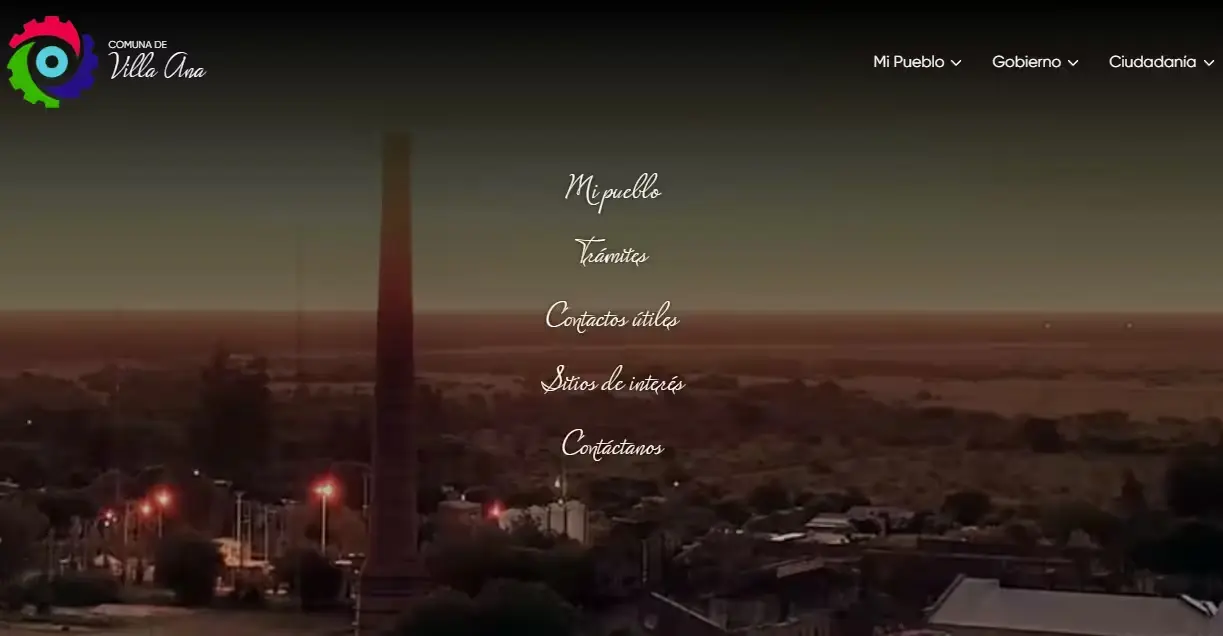 COMUNA DE
Villa Ana
Mi Pueblo
Gobierno
Ciudadanía
Mi pueblo
Trámites
Contactos útiles
Sitios de interés
Contáctanos